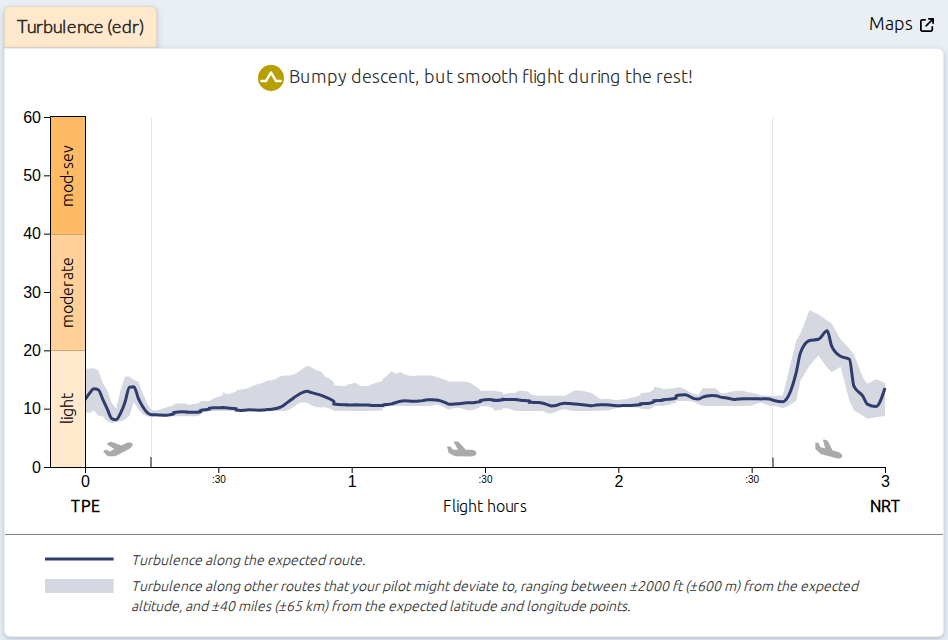 Turbulence (edr)
Maps
Bumpy descent, but smooth flight during the rest!
60
50
40
30
20
10
0
mod-sev
moderate
light
0
:30
1
:30
2
:30
3
TPE
Flight hours
NRT
Turbulence along the expected route.
Turbulence along other routes that your pilot might deviate to, ranging between ±2000 ft (±600 m) from the expected
altitude, and ±40 miles (±65 km) from the expected latitude and longitude points.